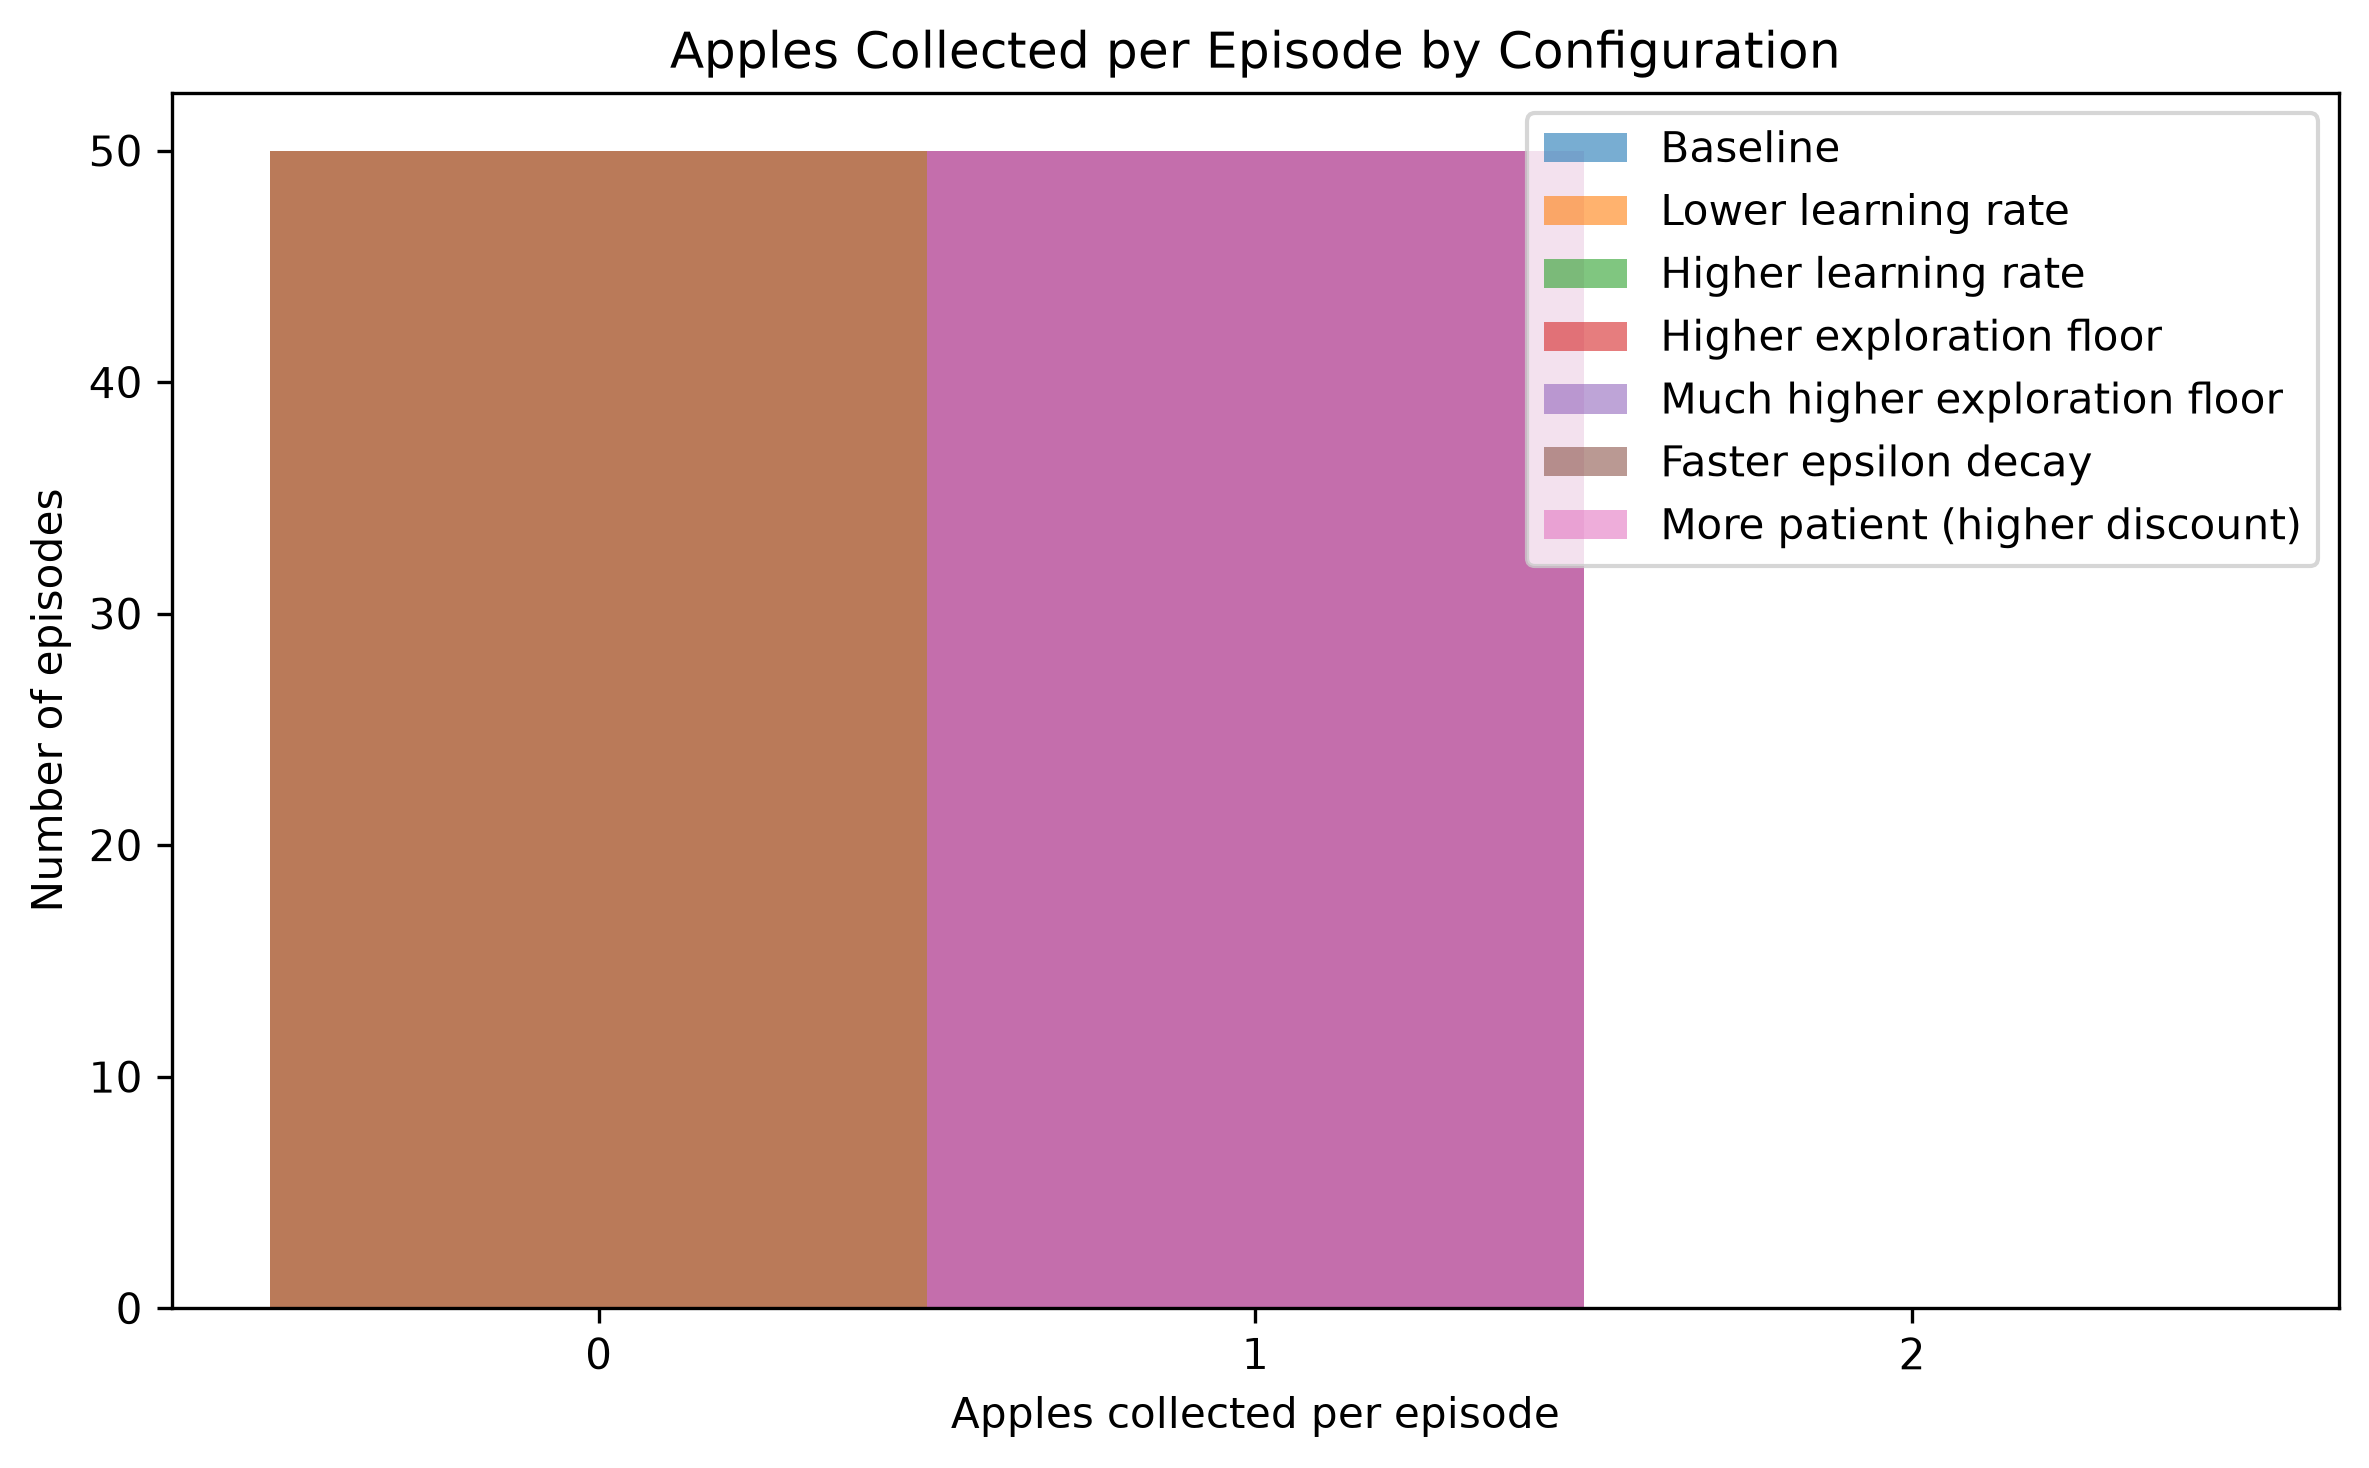 Apples Collected per Episode by Configuration
Number of episodes
50
40
30
20
10
0
Baseline
Lower learning rate
Higher learning rate
Higher exploration floor
Much higher exploration floor
Faster epsilon decay
More patient (higher discount)
0
1
2
Apples collected per episode